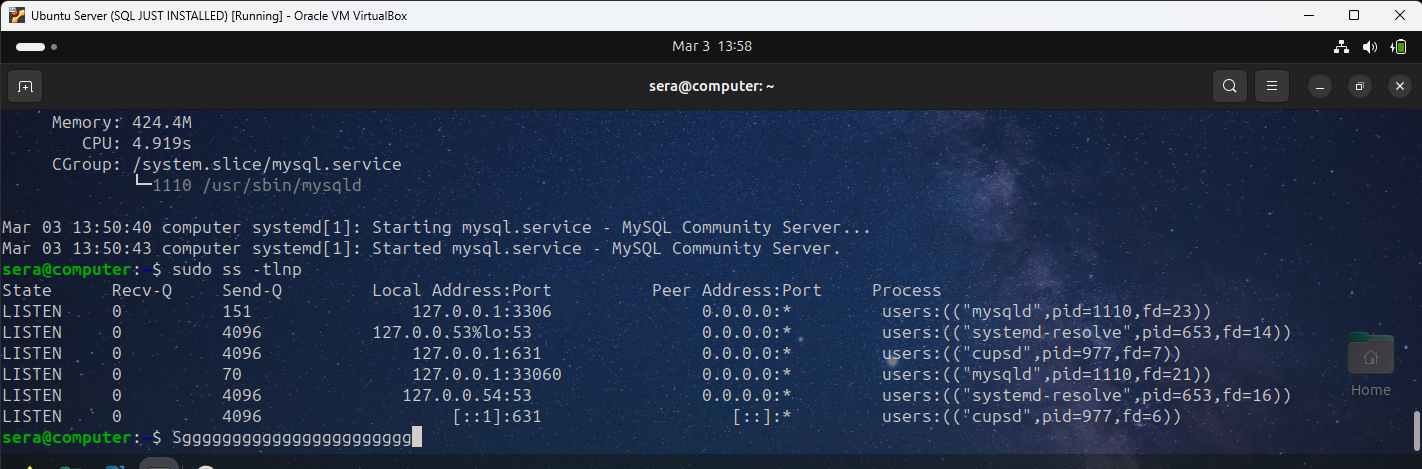 Ubuntu Server (SQL JUST INSTALLED) [Running] - Oracle VM VirtualBox
Mar 3 13:58
sera@computer: ~
Memory: 424.4M
CPU: 4.919s
CGroup: /system.slice/mysql.service
└─1110 /usr/sbin/mysqld
Mar 03 13:50:40 computer systemd[1]: Starting mysql.service - MySQL Community Server...
Mar 03 13:50:43 computer systemd[1]: Started mysql.service - MySQL Community Server.
sera@computer:~$ sudo ss -tlnp
State Recv-Q Send-Q Local Address:Port Peer Address:Port Process
LISTEN 0 151 127.0.0.1:3306 0.0.0.0:* users:(("mysqld",pid=1110,fd=23))
LISTEN 0 4096 127.0.0.53%lo:53 0.0.0.0:* users:(("systemd-resolve",pid=653,fd=14))
LISTEN 0 4096 127.0.0.1:631 0.0.0.0:* users:(("cupsd",pid=977,fd=7))
LISTEN 0 70 127.0.0.1:33060 0.0.0.0:* users:(("mysqld",pid=1110,fd=21))
LISTEN 0 4096 127.0.0.54:53 0.0.0.0:* users:(("systemd-resolve",pid=653,fd=16))
LISTEN 0 4096 [::1]:631 [::]:* users:(("cupsd",pid=977,fd=6))
Home
sera@computer:~$ Sggggggggggggggggggggggg